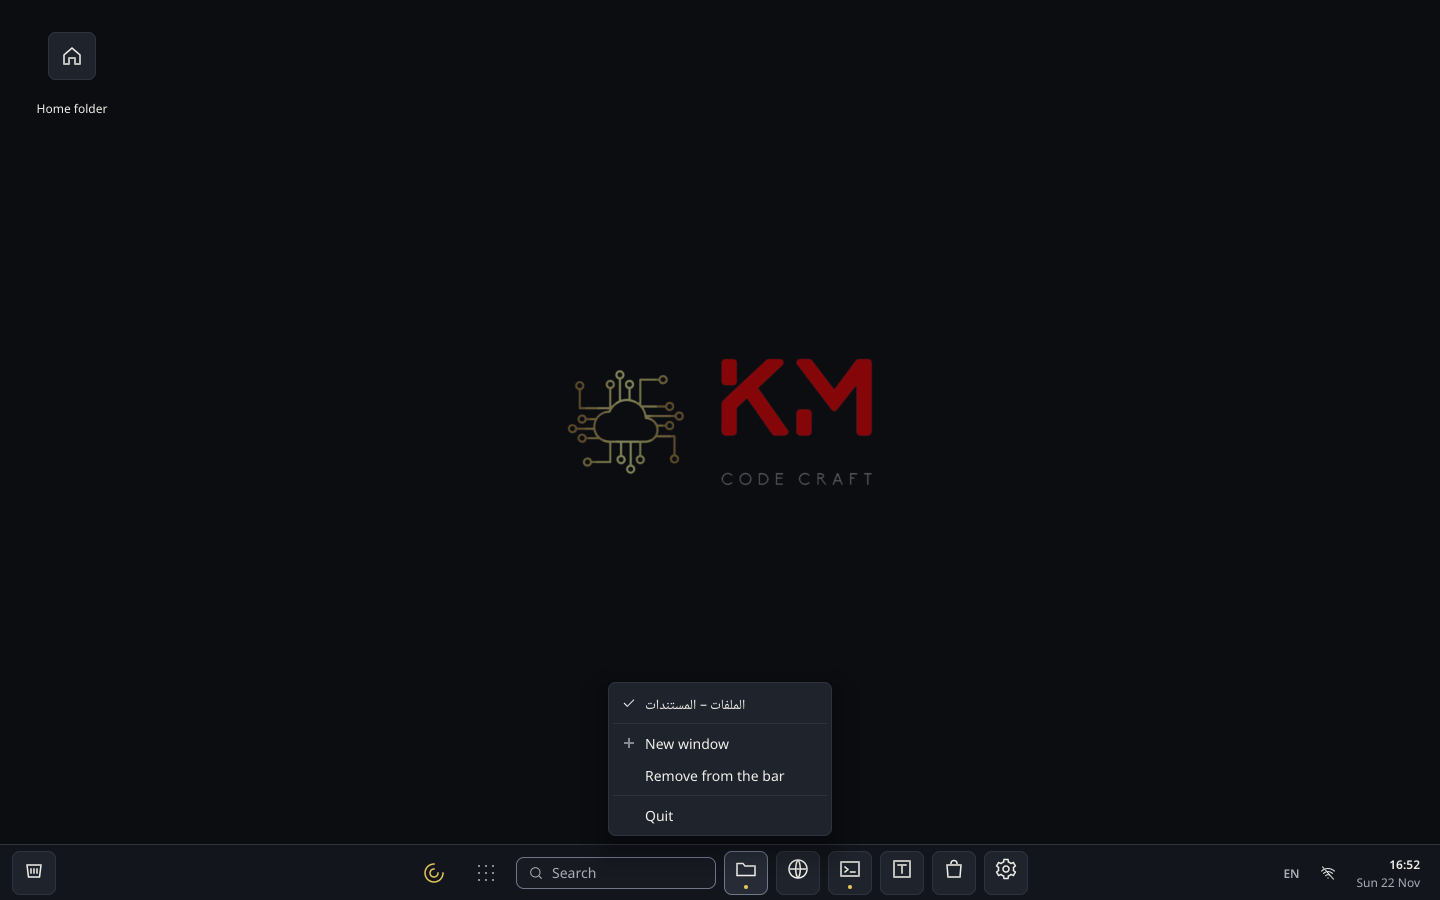 Home folder
KM
CODE CRAFT
الملفات – المستندات
New window
Remove from the bar
Quit
Search
EN
16:52
Sun 22 Nov